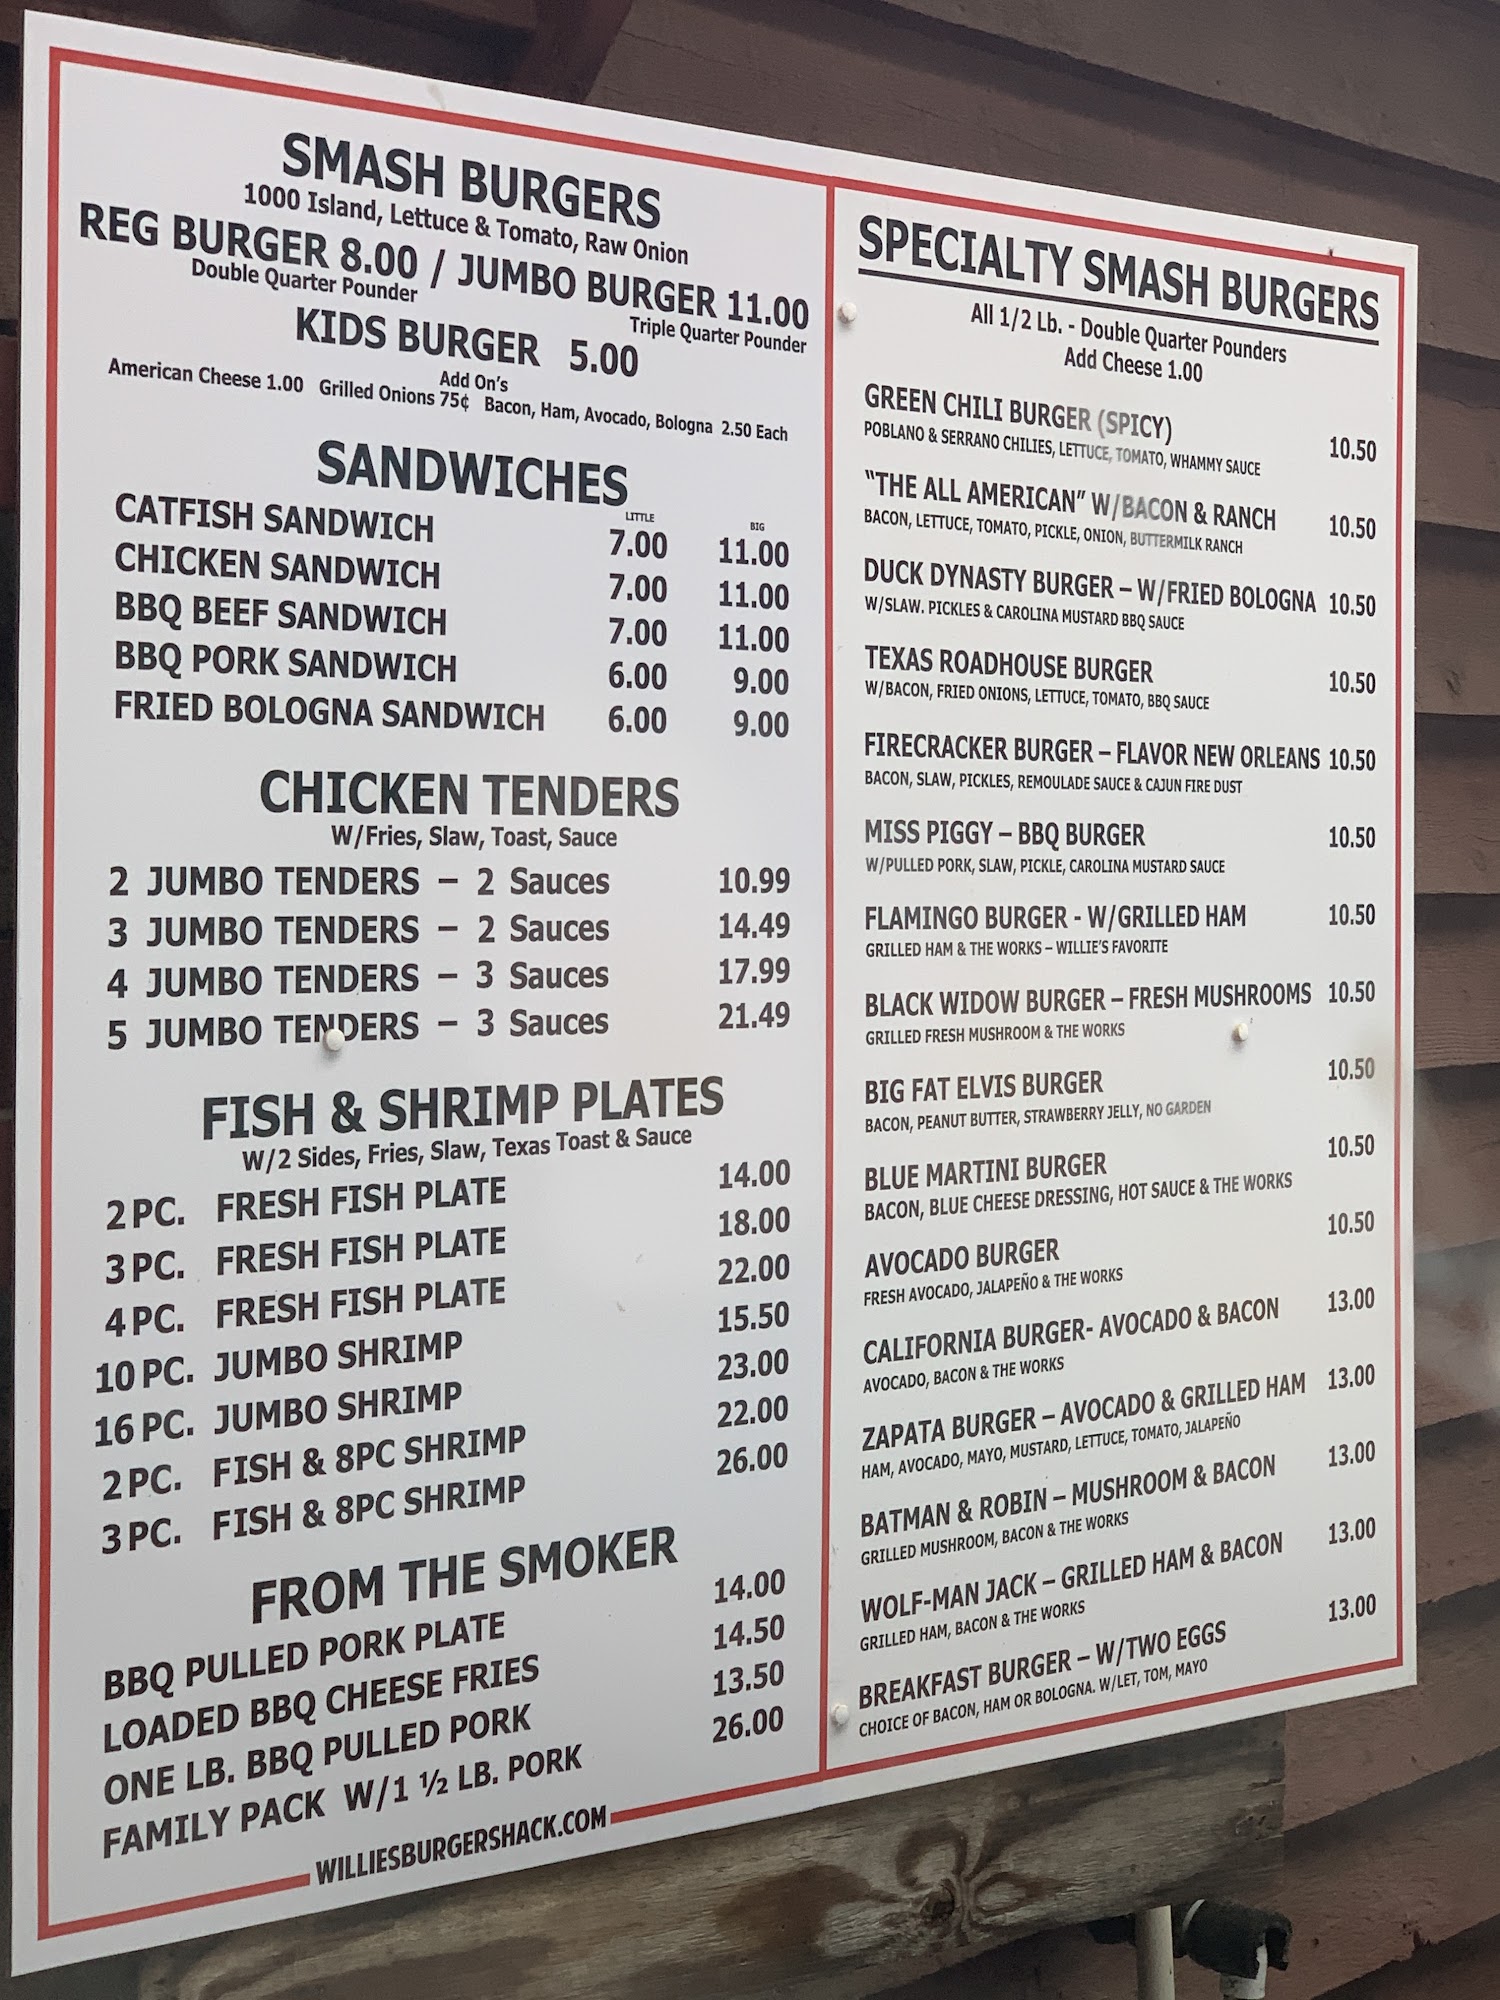 SMASH BURGERS
1000 Island, Lettuce & Tomato, Raw Onion
REG BURGER 8.00 / JUMBO BURGER 11.00
Double Quarter Pounder Triple Quarter Pounder
KIDS BURGER 5.00
Add On's
American Cheese 1.00 Grilled Onions 75¢ Bacon, Ham, Avocado, Bologna 2.50 Each
SANDWICHES
LITTLE BIG
CATFISH SANDWICH 7.00 11.00
CHICKEN SANDWICH 7.00 11.00
BBQ BEEF SANDWICH 7.00 11.00
BBQ PORK SANDWICH 6.00 9.00
FRIED BOLOGNA SANDWICH 6.00 9.00
CHICKEN TENDERS
W/Fries, Slaw, Toast, Sauce
2 JUMBO TENDERS – 2 Sauces 10.99
3 JUMBO TENDERS – 2 Sauces 14.49
4 JUMBO TENDERS – 3 Sauces 17.99
5 JUMBO TENDERS – 3 Sauces 21.49
FISH & SHRIMP PLATES
W/2 Sides, Fries, Slaw, Texas Toast & Sauce
2 PC. FRESH FISH PLATE 14.00
3 PC. FRESH FISH PLATE 18.00
4 PC. FRESH FISH PLATE 22.00
10 PC. JUMBO SHRIMP 15.50
16 PC. JUMBO SHRIMP 23.00
2 PC. FISH & 8PC SHRIMP 22.00
3 PC. FISH & 8PC SHRIMP 26.00
FROM THE SMOKER
BBQ PULLED PORK PLATE 14.00
LOADED BBQ CHEESE FRIES 14.50
ONE LB. BBQ PULLED PORK 13.50
FAMILY PACK W/1 ½ LB. PORK 26.00
WILLIESBURGERSHACK.COM
SPECIALTY SMASH BURGERS
All 1/2 Lb. - Double Quarter Pounders
Add Cheese 1.00
GREEN CHILI BURGER (SPICY) 10.50
POBLANO & SERRANO CHILIES, LETTUCE, TOMATO, WHAMMY SAUCE
"THE ALL AMERICAN" W/BACON & RANCH 10.50
BACON, LETTUCE, TOMATO, PICKLE, ONION, BUTTERMILK RANCH
DUCK DYNASTY BURGER – W/FRIED BOLOGNA 10.50
W/SLAW. PICKLES & CAROLINA MUSTARD BBQ SAUCE
TEXAS ROADHOUSE BURGER 10.50
W/BACON, FRIED ONIONS, LETTUCE, TOMATO, BBQ SAUCE
FIRECRACKER BURGER – FLAVOR NEW ORLEANS 10.50
BACON, SLAW, PICKLES, REMOULADE SAUCE & CAJUN FIRE DUST
MISS PIGGY – BBQ BURGER 10.50
W/PULLED PORK, SLAW, PICKLE, CAROLINA MUSTARD SAUCE
FLAMINGO BURGER - W/GRILLED HAM 10.50
GRILLED HAM & THE WORKS – WILLIE'S FAVORITE
BLACK WIDOW BURGER – FRESH MUSHROOMS 10.50
GRILLED FRESH MUSHROOM & THE WORKS
BIG FAT ELVIS BURGER 10.50
BACON, PEANUT BUTTER, STRAWBERRY JELLY, NO GARDEN
BLUE MARTINI BURGER 10.50
BACON, BLUE CHEESE DRESSING, HOT SAUCE & THE WORKS
AVOCADO BURGER 10.50
FRESH AVOCADO, JALAPEÑO & THE WORKS
CALIFORNIA BURGER- AVOCADO & BACON 13.00
AVOCADO, BACON & THE WORKS
ZAPATA BURGER – AVOCADO & GRILLED HAM 13.00
HAM, AVOCADO, MAYO, MUSTARD, LETTUCE, TOMATO, JALAPEÑO
BATMAN & ROBIN – MUSHROOM & BACON 13.00
GRILLED MUSHROOM, BACON & THE WORKS
WOLF-MAN JACK – GRILLED HAM & BACON 13.00
GRILLED HAM, BACON & THE WORKS
BREAKFAST BURGER – W/TWO EGGS 13.00
CHOICE OF BACON, HAM OR BOLOGNA. W/LET, TOM, MAYO